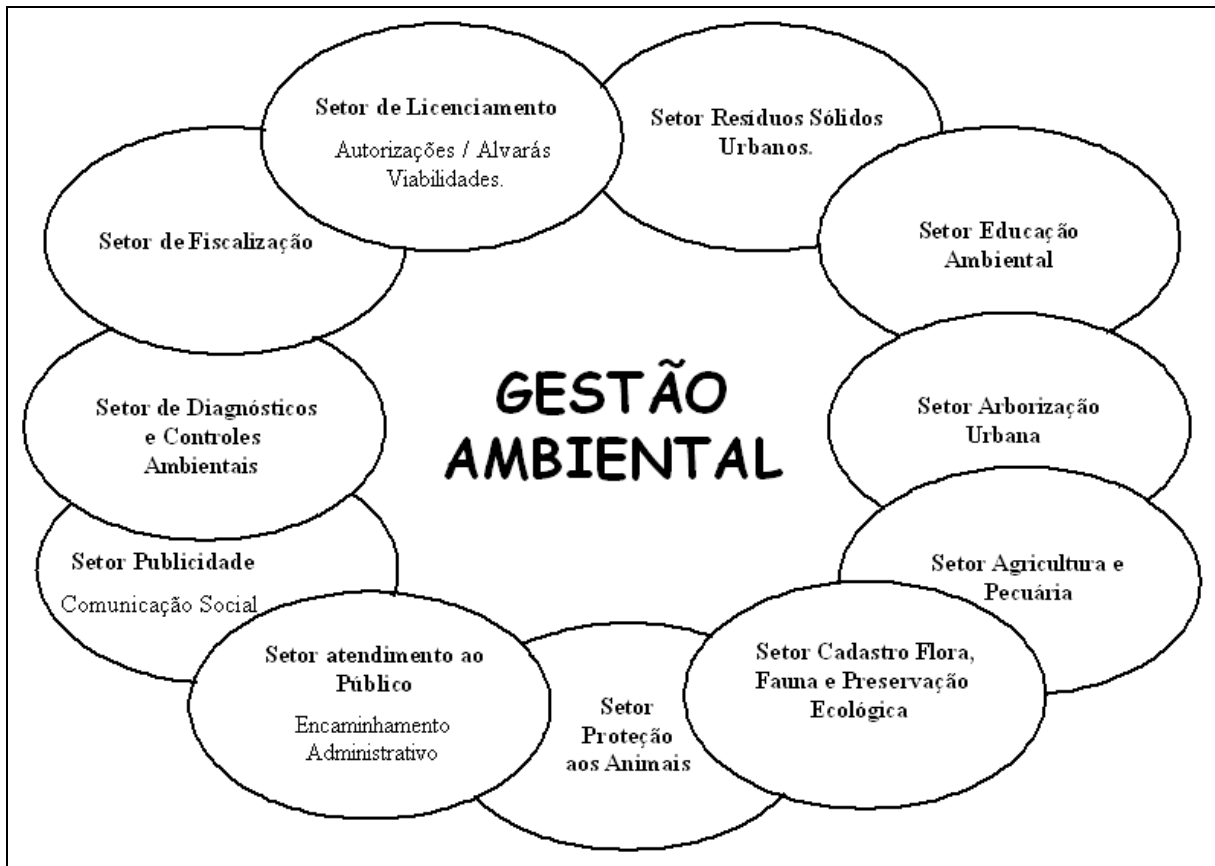 Setor de Licenciamento
Autorizações / Alvarás
Viabilidades.
Setor Resíduos Sólidos
Urbanos.
Setor Educação
Ambiental
Setor Arborização
Urbana
Setor Agricultura e
Pecuária
Setor Cadastro Flora,
Fauna e Preservação
Ecológica
Setor
Proteção
aos Animais
Setor atendimento ao
Público
Encaminhamento
Administrativo
Setor Publicidade
Comunicação Social
Setor de Diagnósticos
e Controles
Ambientais
Setor de Fiscalização
GESTÃO
AMBIENTAL